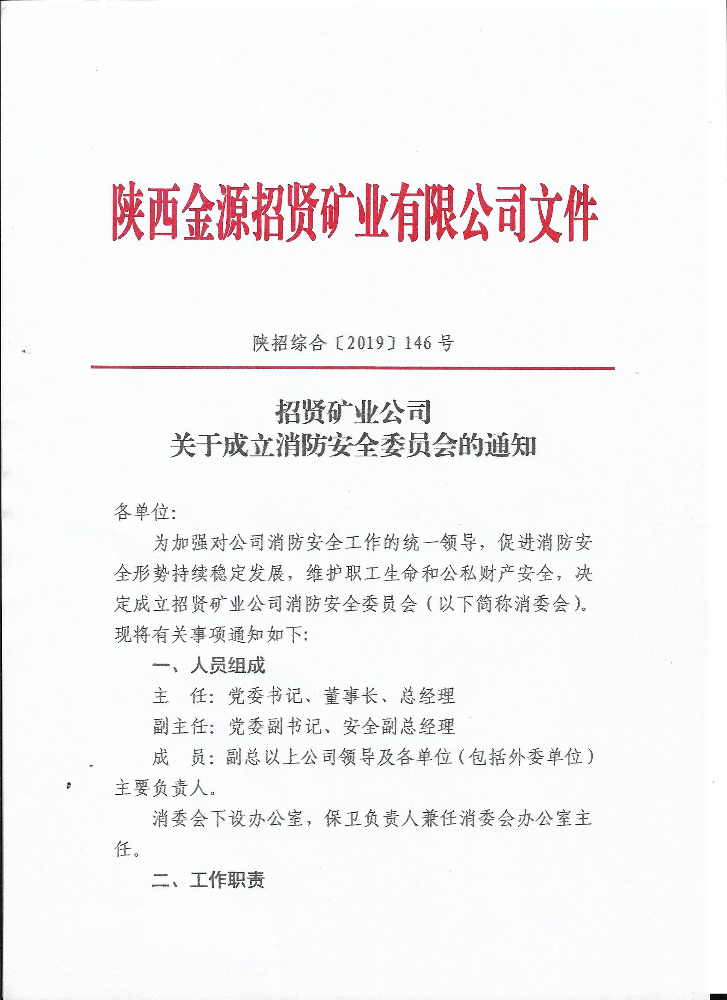 陕西金源招贤矿业有限公司文件
陕招综合〔2019〕146 号
招贤矿业公司
关于成立消防安全委员会的通知
各单位：
为加强对公司消防安全工作的统一领导，促进消防安
全形势持续稳定发展，维护职工生命和公私财产安全，决
定成立招贤矿业公司消防安全委员会（以下简称消委会）。
现将有关事项通知如下：
一、人员组成
主　任：党委书记、董事长、总经理
副主任：党委副书记、安全副总经理
成　员：副总以上公司领导及各单位（包括外委单位）
主要负责人。
消委会下设办公室，保卫负责人兼任消委会办公室主
任。
二、工作职责